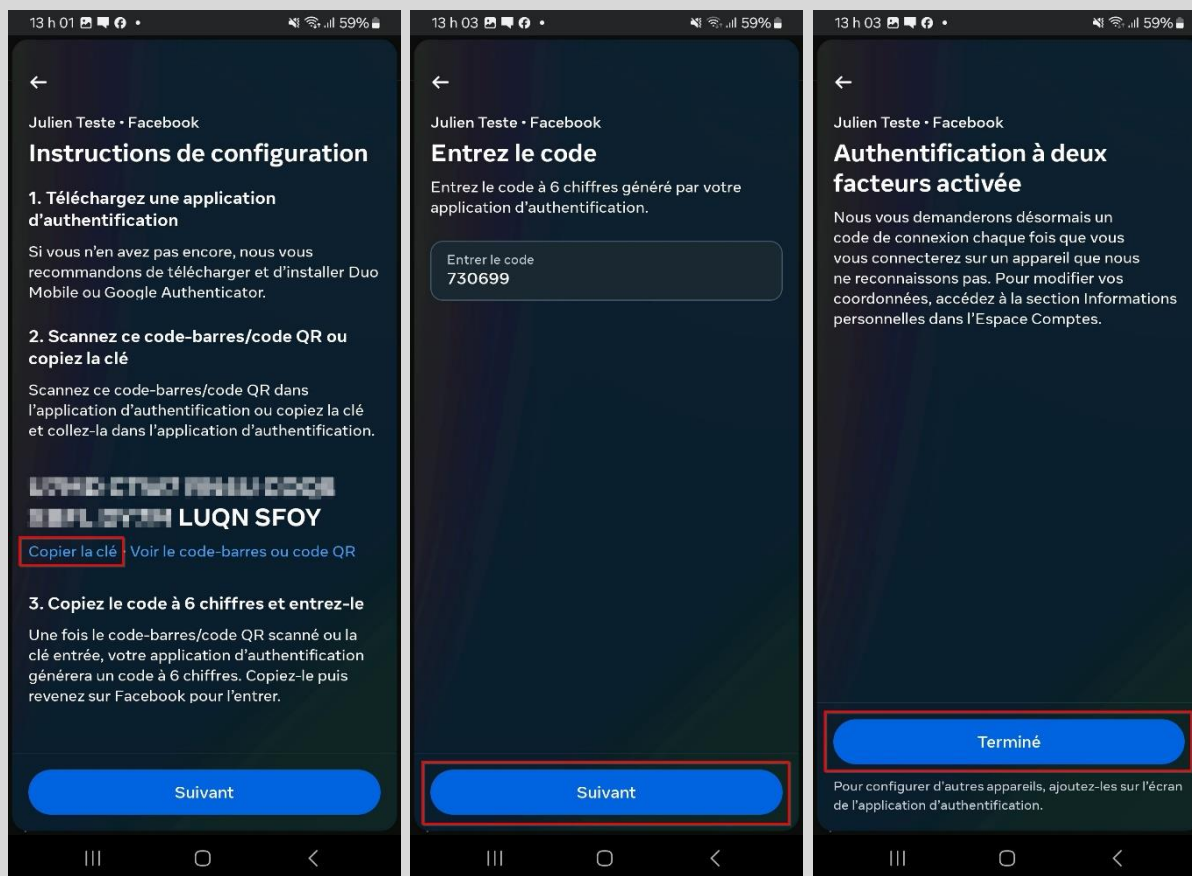 13 h 01
59%
Julien Teste • Facebook
Instructions de configuration
1. Téléchargez une application
d'authentification
Si vous n'en avez pas encore, nous vous
recommandons de télécharger et d'installer Duo
Mobile ou Google Authenticator.
2. Scannez ce code-barres/code QR ou
copiez la clé
Scannez ce code-barres/code QR dans
l'application d'authentification ou copiez la clé
et collez-la dans l'application d'authentification.
LUQN SFOY
Copier la clé • Voir le code-barres ou code QR
3. Copiez le code à 6 chiffres et entrez-le
Une fois le code-barres/code QR scanné ou la
clé entrée, votre application d'authentification
générera un code à 6 chiffres. Copiez-le puis
revenez sur Facebook pour l'entrer.
Suivant
13 h 03
59%
Julien Teste • Facebook
Entrez le code
Entrez le code à 6 chiffres généré par votre
application d'authentification.
Entrer le code
730699
Suivant
13 h 03
59%
Julien Teste • Facebook
Authentification à deux
facteurs activée
Nous vous demanderons désormais un
code de connexion chaque fois que vous
vous connecterez sur un appareil que nous
ne reconnaissons pas. Pour modifier vos
coordonnées, accédez à la section Informations
personnelles dans l'Espace Comptes.
Terminé
Pour configurer d'autres appareils, ajoutez-les sur l'écran
de l'application d'authentification.